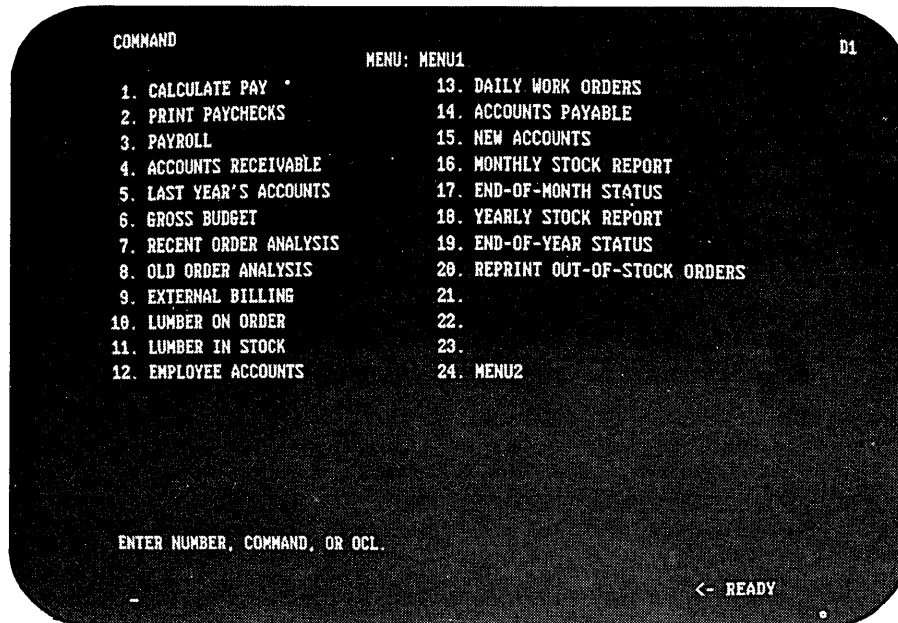 COMMAND
D1
MENU: MENU1
1. CALCULATE PAY
2. PRINT PAYCHECKS
3. PAYROLL
4. ACCOUNTS RECEIVABLE
5. LAST YEAR'S ACCOUNTS
6. GROSS BUDGET
7. RECENT ORDER ANALYSIS
8. OLD ORDER ANALYSIS
9. EXTERNAL BILLING
10. LUMBER ON ORDER
11. LUMBER IN STOCK
12. EMPLOYEE ACCOUNTS
13. DAILY WORK ORDERS
14. ACCOUNTS PAYABLE
15. NEW ACCOUNTS
16. MONTHLY STOCK REPORT
17. END-OF-MONTH STATUS
18. YEARLY STOCK REPORT
19. END-OF-YEAR STATUS
20. REPRINT OUT-OF-STOCK ORDERS
21.
22.
23.
24. MENU2
ENTER NUMBER, COMMAND, OR OCL.
<- READY
_